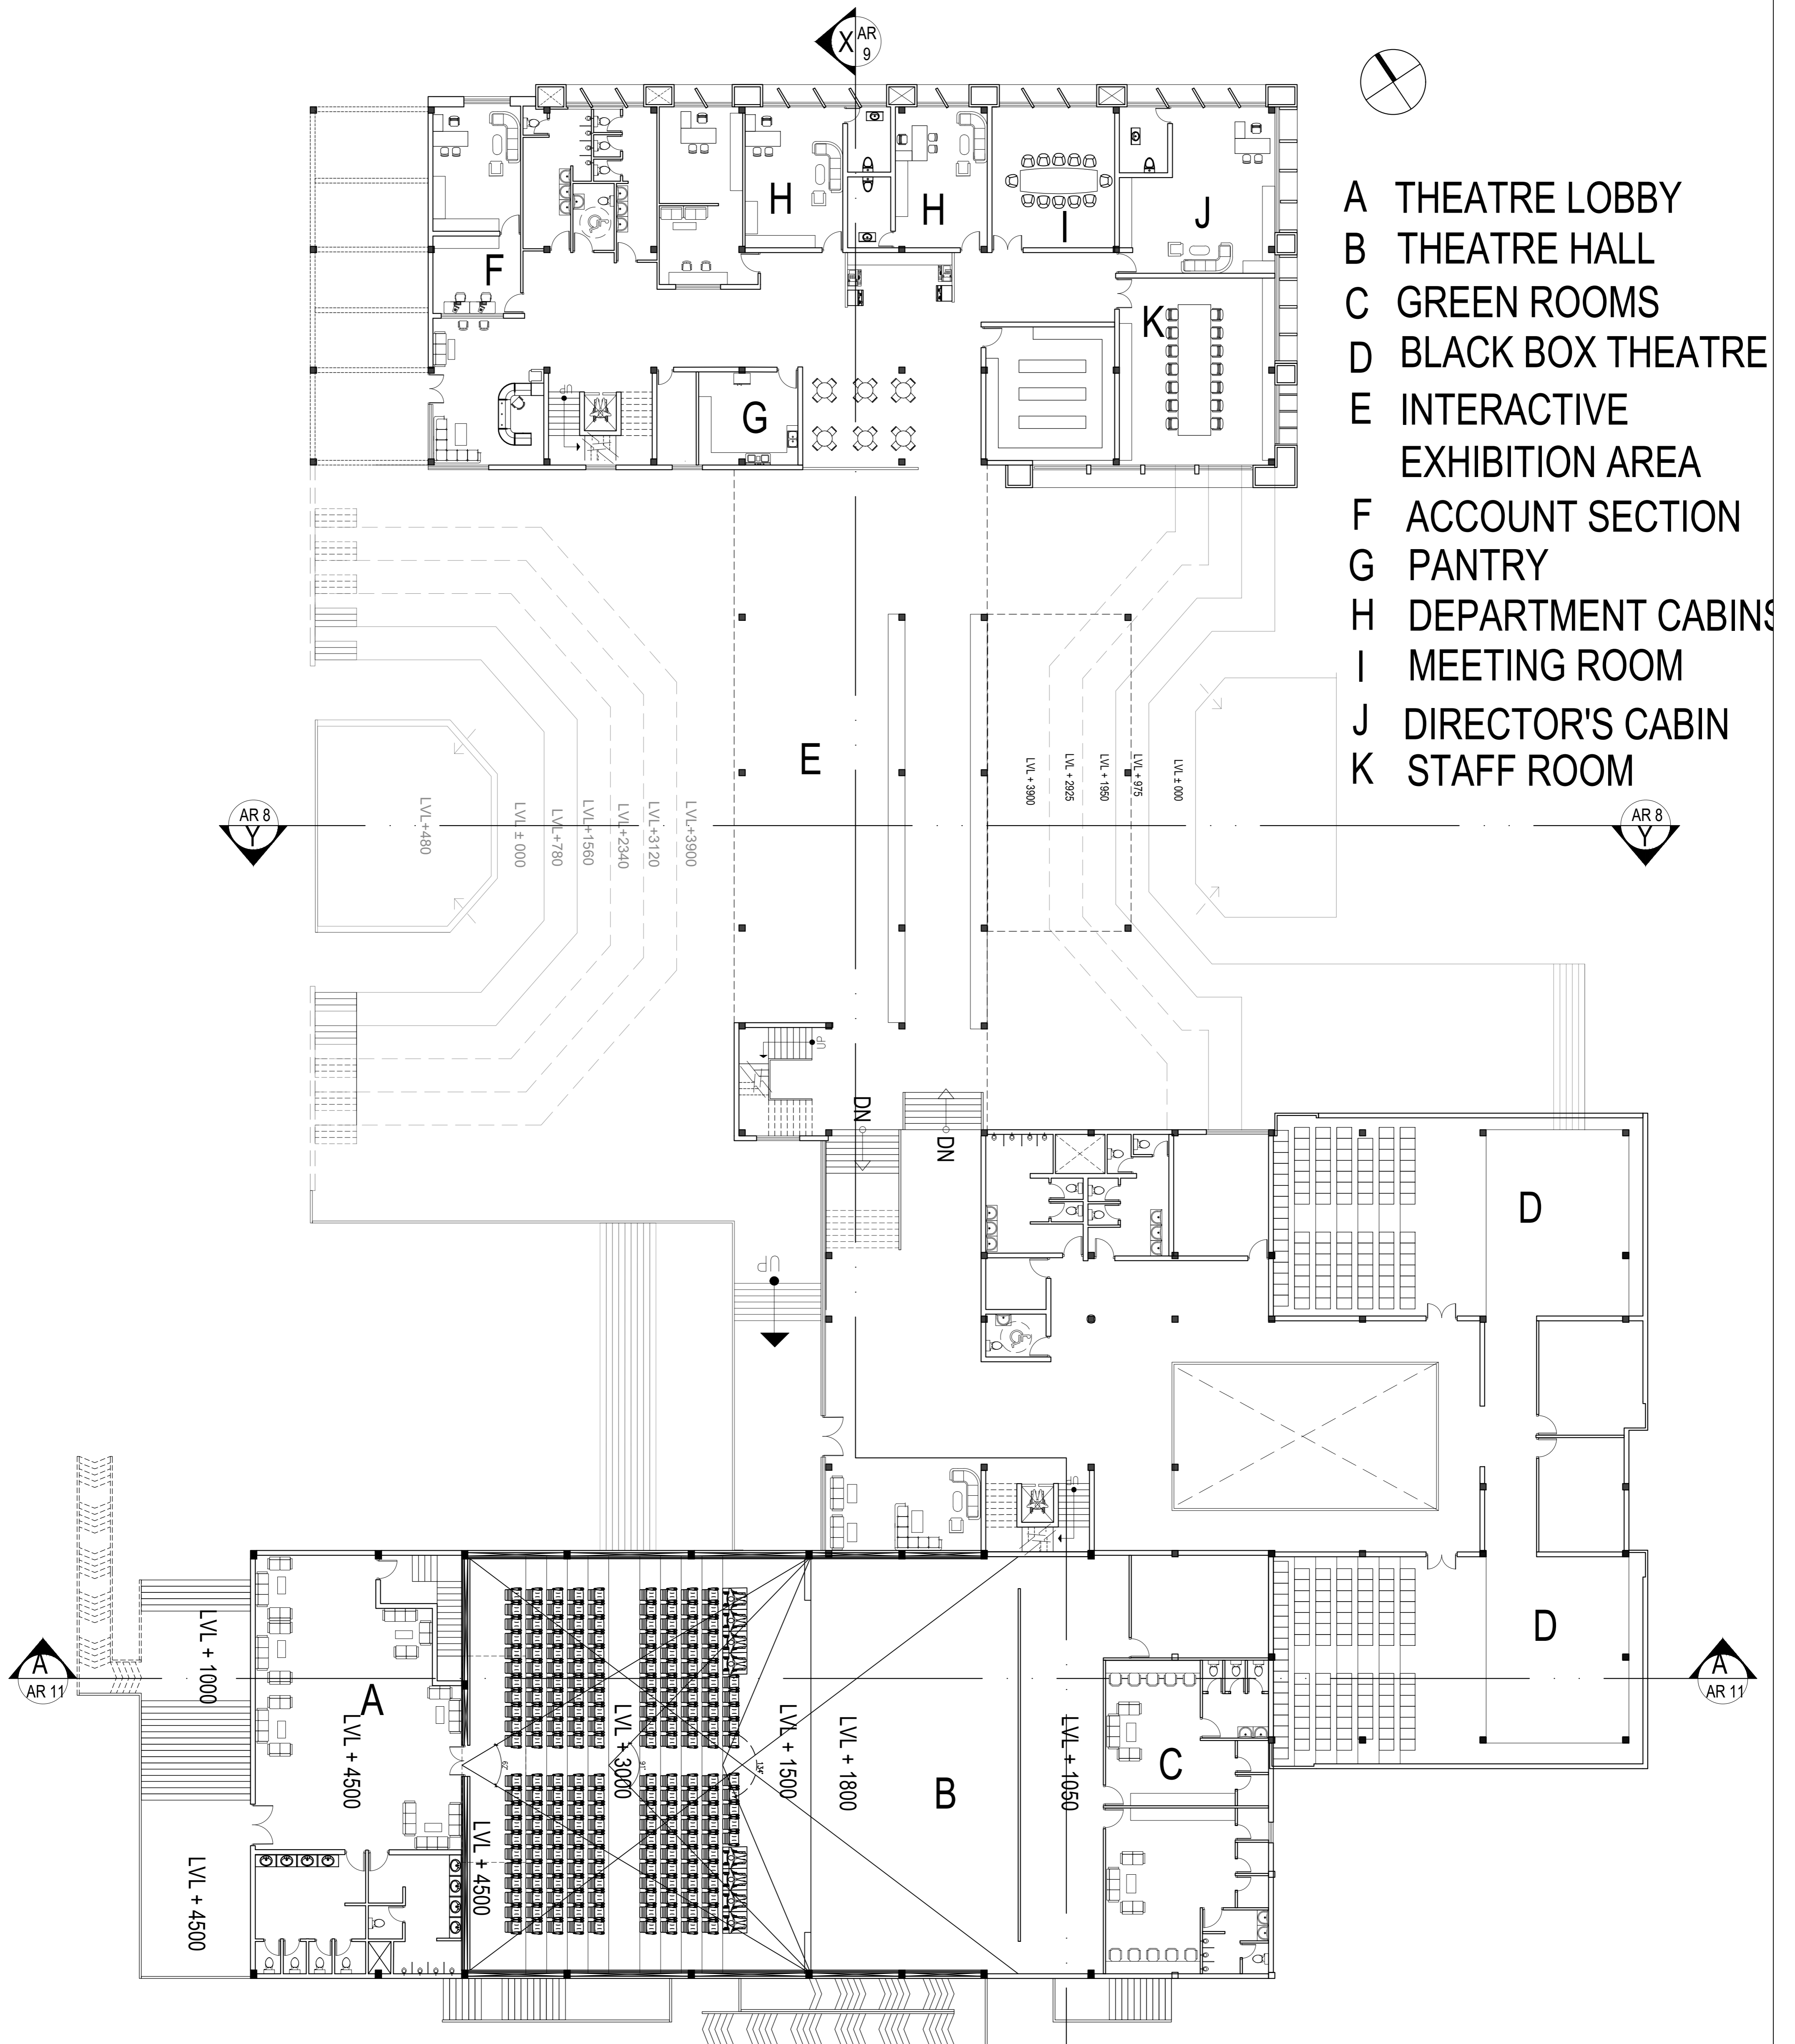 X AR
9
A THEATRE LOBBY
B THEATRE HALL
C GREEN ROOMS
D BLACK BOX THEATRE
E INTERACTIVE
EXHIBITION AREA
F ACCOUNT SECTION
G PANTRY
H DEPARTMENT CABINS
I MEETING ROOM
J DIRECTOR'S CABIN
K STAFF ROOM
H
H
I
J
F
K
G
E
AR 8
Y
LVL+480
LVL ± 000
LVL+780
LVL+1560
LVL+2340
LVL+3120
LVL+3900
LVL + 3900
LVL + 2925
LVL + 1950
LVL + 975
LVL ± 000
AR 8
Y
UP
DN
DN
UP
D
A
AR 11
LVL + 1000
A
LVL + 4500
LVL + 4500
LVL + 4500
LVL + 3000
LVL + 1500
LVL + 1800
B
LVL + 1050
C
D
A
AR 11